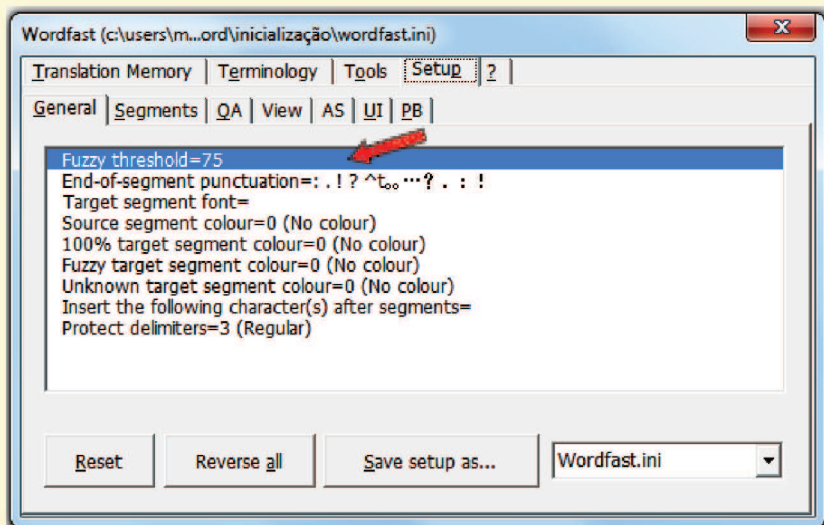 Wordfast (c:\users\m...ord\inicialização\wordfast.ini)
Translation Memory Terminology Tools Setup ?
General Segments QA View AS UI PB
Fuzzy threshold=75
End-of-segment punctuation=: . ! ? ^t。。…？．：！
Target segment font=
Source segment colour=0 (No colour)
100% target segment colour=0 (No colour)
Fuzzy target segment colour=0 (No colour)
Unknown target segment colour=0 (No colour)
Insert the following character(s) after segments=
Protect delimiters=3 (Regular)
Reset Reverse all Save setup as... Wordfast.ini